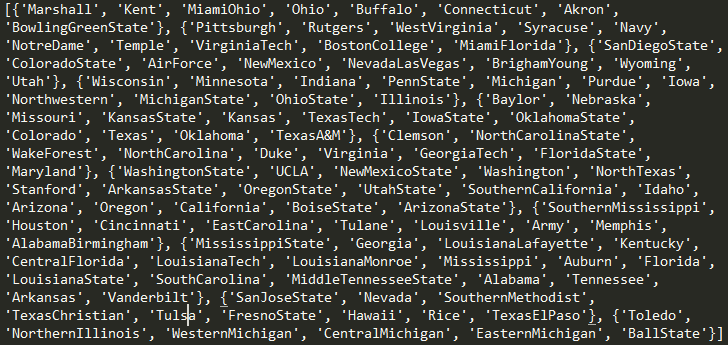 [{'Marshall', 'Kent', 'MiamiOhio', 'Ohio', 'Buffalo', 'Connecticut', 'Akron',
'BowlingGreenState'}, {'Pittsburgh', 'Rutgers', 'WestVirginia', 'Syracuse', 'Navy',
'NotreDame', 'Temple', 'VirginiaTech', 'BostonCollege', 'MiamiFlorida'}, {'SanDiegoState',
'ColoradoState', 'AirForce', 'NewMexico', 'NevadaLasVegas', 'BrighamYoung', 'Wyoming',
'Utah'}, {'Wisconsin', 'Minnesota', 'Indiana', 'PennState', 'Michigan', 'Purdue', 'Iowa',
'Northwestern', 'MichiganState', 'OhioState', 'Illinois'}, {'Baylor', 'Nebraska',
'Missouri', 'KansasState', 'Kansas', 'TexasTech', 'IowaState', 'OklahomaState',
'Colorado', 'Texas', 'Oklahoma', 'TexasA&M'}, {'Clemson', 'NorthCarolinaState',
'WakeForest', 'NorthCarolina', 'Duke', 'Virginia', 'GeorgiaTech', 'FloridaState',
'Maryland'}, {'WashingtonState', 'UCLA', 'NewMexicoState', 'Washington', 'NorthTexas',
'Stanford', 'ArkansasState', 'OregonState', 'UtahState', 'SouthernCalifornia', 'Idaho',
'Arizona', 'Oregon', 'California', 'BoiseState', 'ArizonaState'}, {'SouthernMississippi',
'Houston', 'Cincinnati', 'EastCarolina', 'Tulane', 'Louisville', 'Army', 'Memphis',
'AlabamaBirmingham'}, {'MississippiState', 'Georgia', 'LouisianaLafayette', 'Kentucky',
'CentralFlorida', 'LouisianaTech', 'LouisianaMonroe', 'Mississippi', 'Auburn', 'Florida',
'LouisianaState', 'SouthCarolina', 'MiddleTennesseeState', 'Alabama', 'Tennessee',
'Arkansas', 'Vanderbilt'}, {'SanJoseState', 'Nevada', 'SouthernMethodist',
'TexasChristian', 'Tulsa', 'FresnoState', 'Hawaii', 'Rice', 'TexasElPaso'}, {'Toledo',
'NorthernIllinois', 'WesternMichigan', 'CentralMichigan', 'EasternMichigan', 'BallState'}]